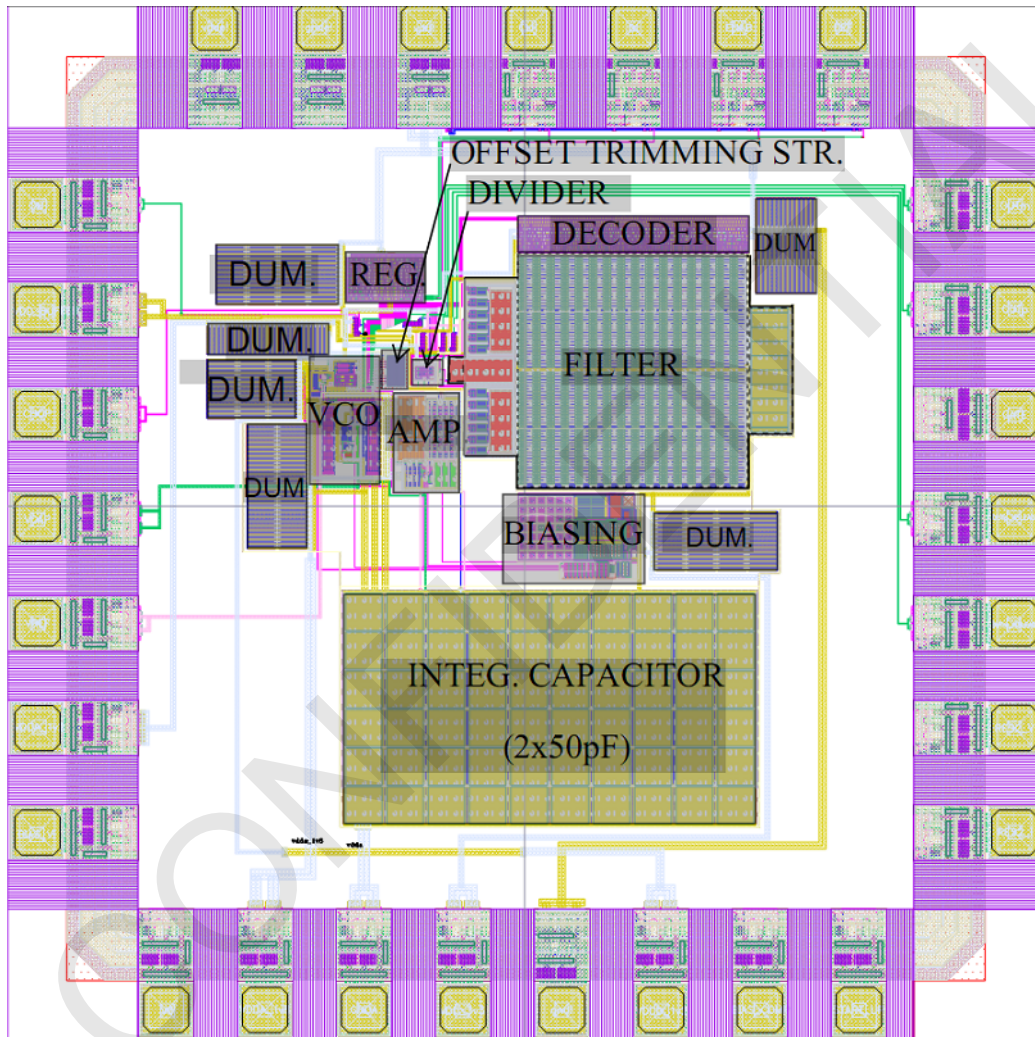 OFFSET TRIMMING STR.
DIVIDER
DECODER
DUM
DUM.
REG.
DUM.
FILTER
DUM.
VCO
AMP
DUM
BIASING
DUM.
INTEG. CAPACITOR
(2x50pF)
CONFIDENTIAL